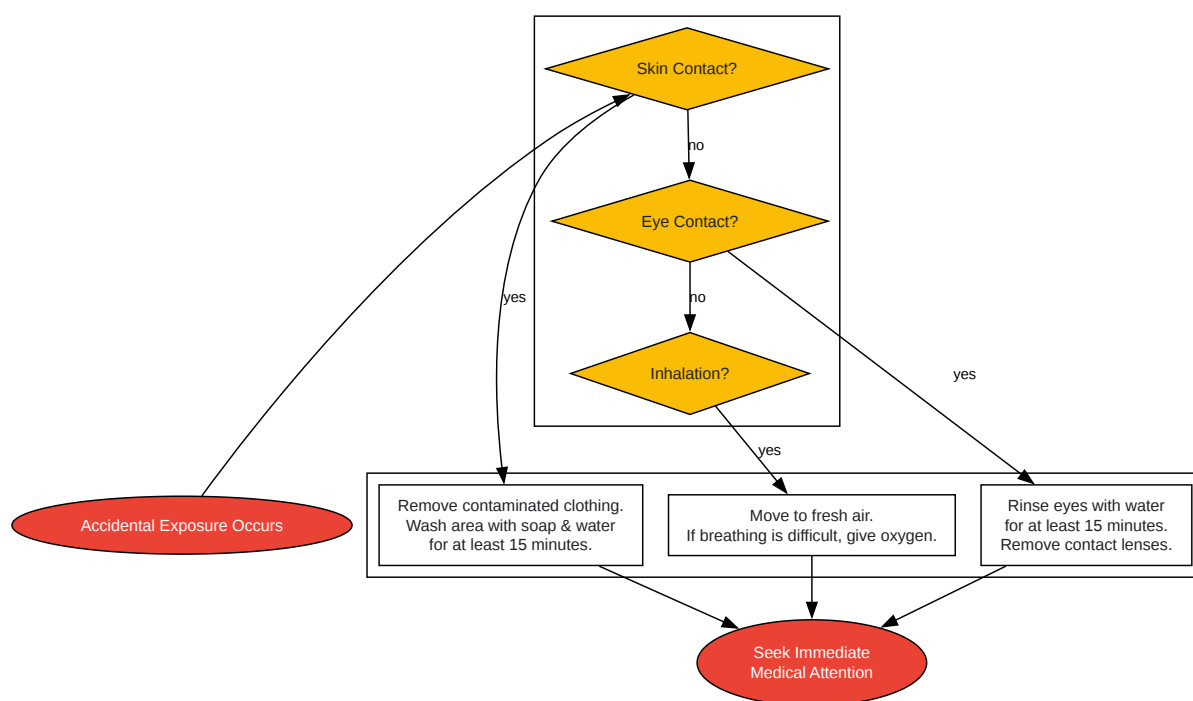 Skin Contact?
no
Eye Contact?
yes
no
yes
Inhalation?
yes
Accidental Exposure Occurs
Remove contaminated clothing.
Wash area with soap & water
for at least 15 minutes.
Move to fresh air.
If breathing is difficult, give oxygen.
Rinse eyes with water
for at least 15 minutes.
Remove contact lenses.
Seek Immediate
Medical Attention